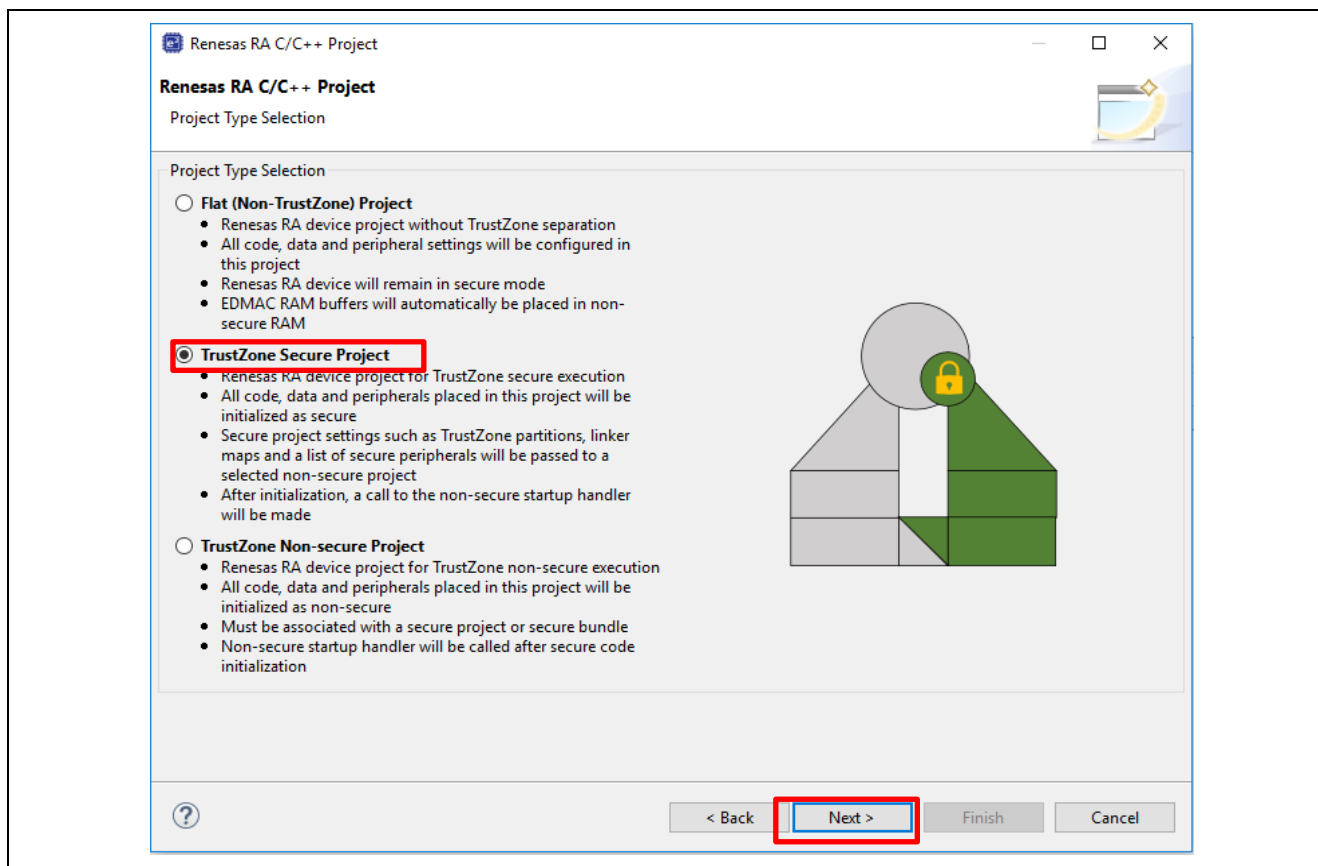 Renesas RA C/C++ Project
Renesas RA C/C++ Project
Project Type Selection
Project Type Selection
Flat (Non-TrustZone) Project
• Renesas RA device project without TrustZone separation
• All code, data and peripheral settings will be configured in
this project
• Renesas RA device will remain in secure mode
• EDMAC RAM buffers will automatically be placed in non-
secure RAM
TrustZone Secure Project
• Renesas RA device project for TrustZone secure execution
• All code, data and peripherals placed in this project will be
initialized as secure
• Secure project settings such as TrustZone partitions, linker
maps and a list of secure peripherals will be passed to a
selected non-secure project
• After initialization, a call to the non-secure startup handler
will be made
TrustZone Non-secure Project
• Renesas RA device project for TrustZone non-secure execution
• All code, data and peripherals placed in this project will be
initialized as non-secure
• Must be associated with a secure project or secure bundle
• Non-secure startup handler will be called after secure code
initialization
? < Back Next > Finish Cancel